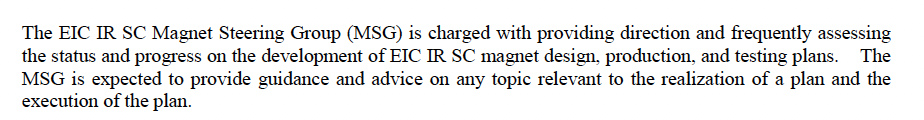 The EIC IR SC Magnet Steering Group (MSG) is charged with providing direction and frequently assessing
the status and progress on the development of EIC IR SC magnet design, production, and testing plans. The
MSG is expected to provide guidance and advice on any topic relevant to the realization of a plan and the
execution of the plan.